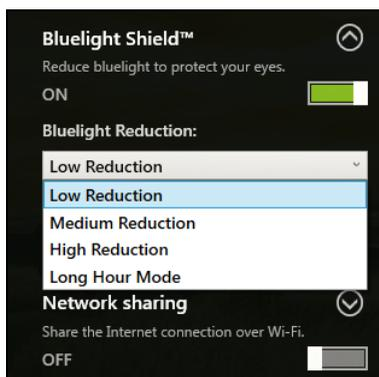 Bluelight Shield™
Reduce bluelight to protect your eyes.
ON
Bluelight Reduction:
Low Reduction
Low Reduction
Medium Reduction
High Reduction
Long Hour Mode
Network sharing
Share the Internet connection over Wi-Fi.
OFF